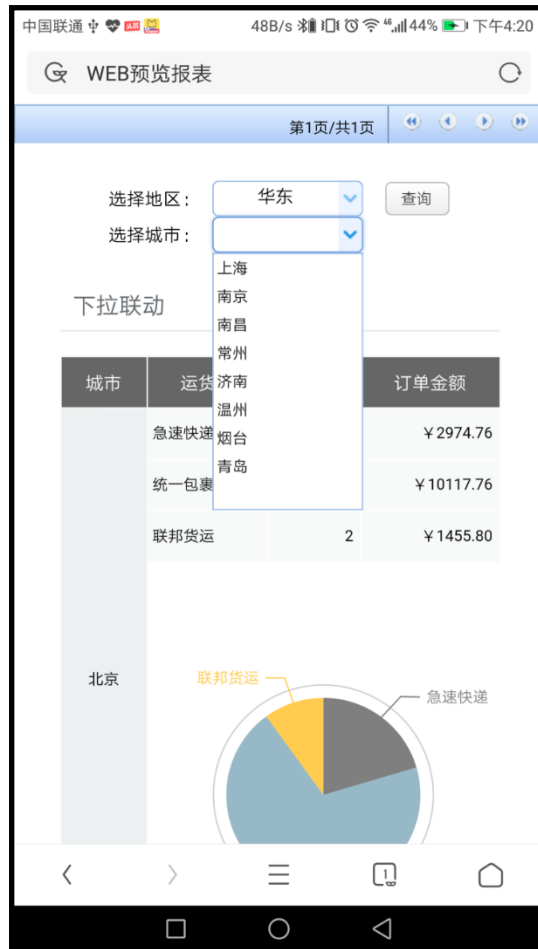 中国联通 48B/s 44% 下午4:20
WEB预览报表
第1页/共1页
选择地区： 华东 查询
选择城市：
上海
南京
南昌
常州
济南
温州
烟台
青岛
下拉联动
城市 运货 订单金额
急速快递 ￥2974.76
统一包裹 ￥10117.76
联邦货运 2 ￥1455.80
北京
联邦货运
急速快递
1